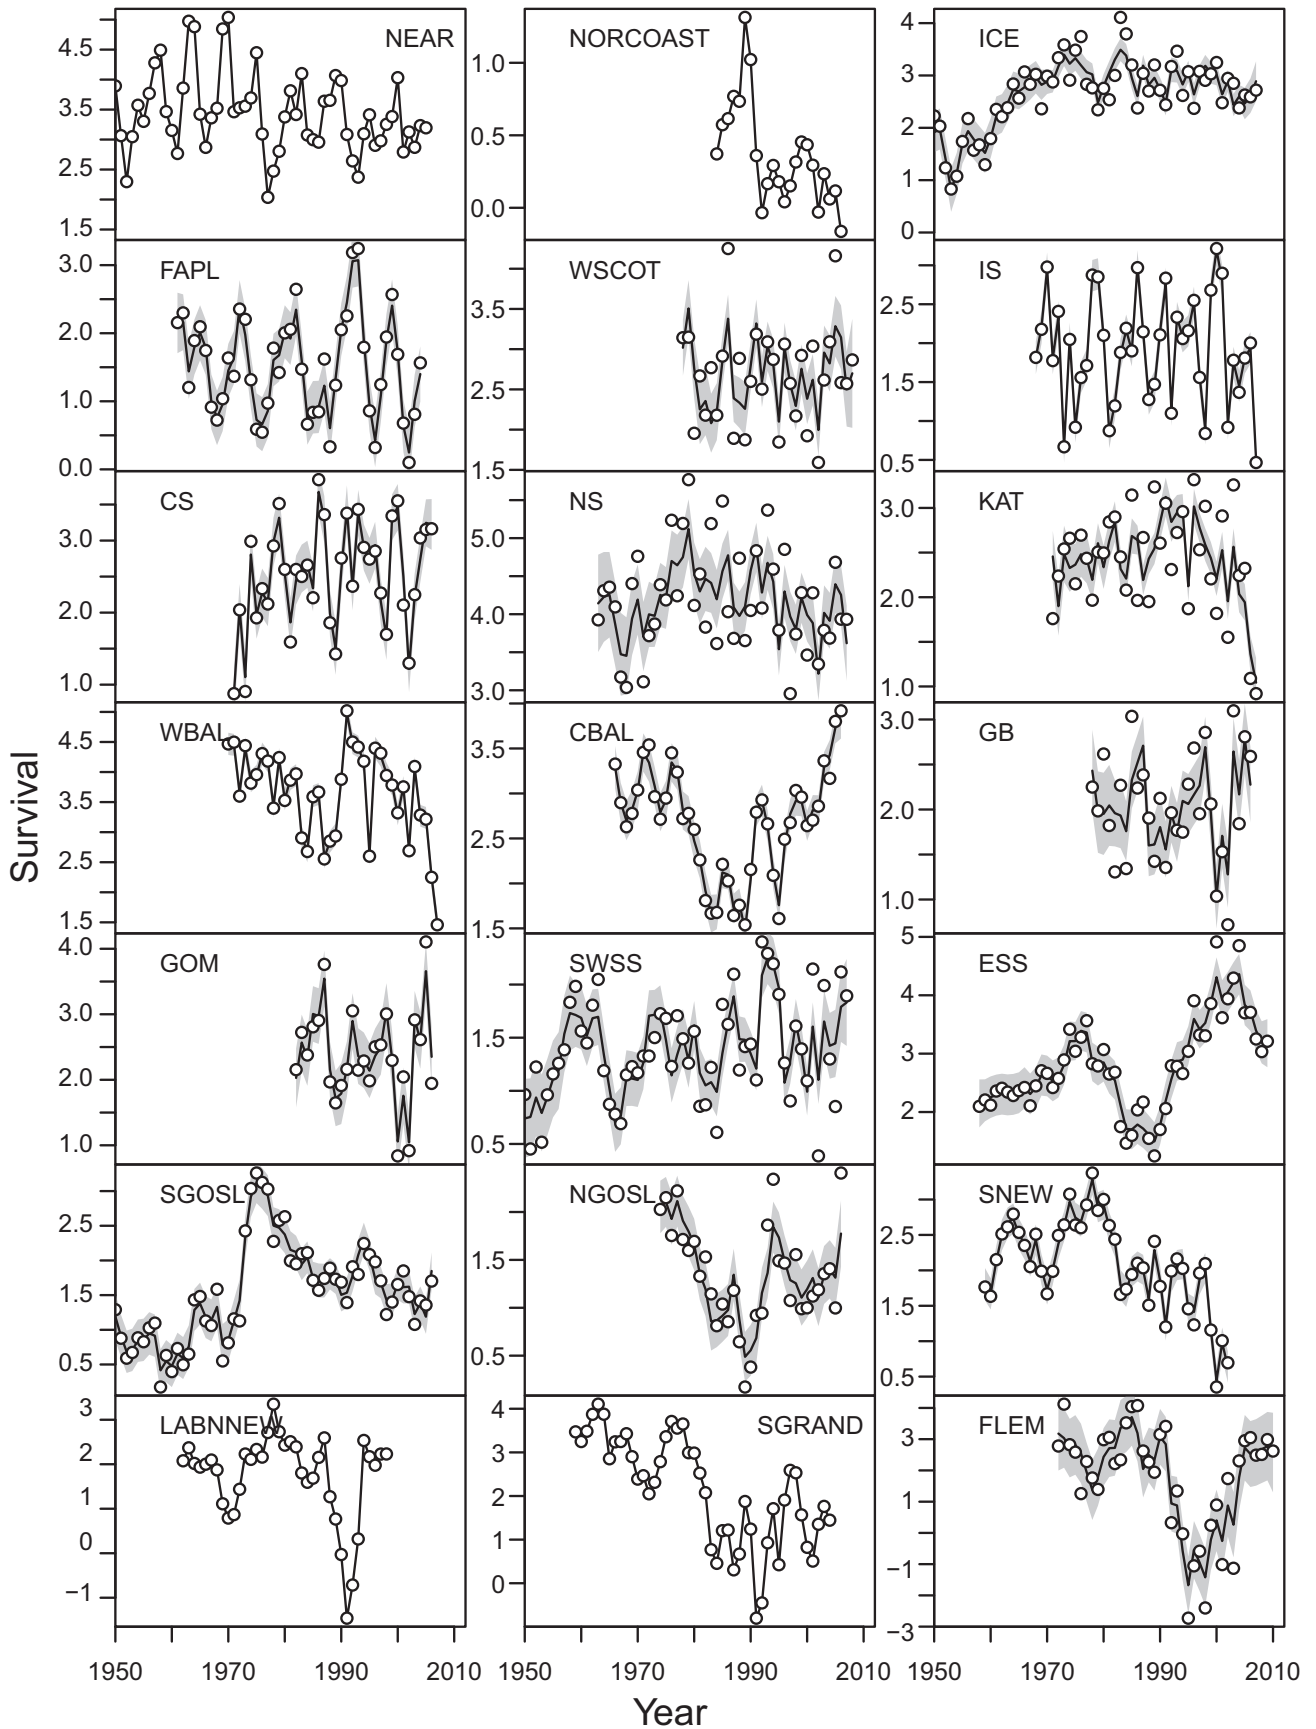 NEAR NORCOAST ICE
4.5 3.5 2.5 1.5
1.0 0.5 0.0
4 3 2 1 0
FAPL WSCOT IS
3.0 2.0 1.0 0.0
3.5 2.5 1.5
2.5 1.5 0.5
CS NS KAT
3.0 2.0 1.0
5.0 4.0 3.0
3.0 2.0 1.0
WBAL CBAL GB
4.5 3.5 2.5 1.5
3.5 2.5 1.5
3.0 2.0 1.0
Survival
GOM SWSS ESS
4.0 3.0 2.0 1.0
1.5 0.5
5 4 3 2
SGOSL NGOSL SNEW
2.5 1.5 0.5
1.5 0.5
2.5 1.5 0.5
LABNNEW SGRAND FLEM
3 2 1 0 −1
4 3 2 1 0
3 1 −1 −3
1950 1970 1990 2010 1950 1970 1990 2010 1950 1970 1990 2010
Year